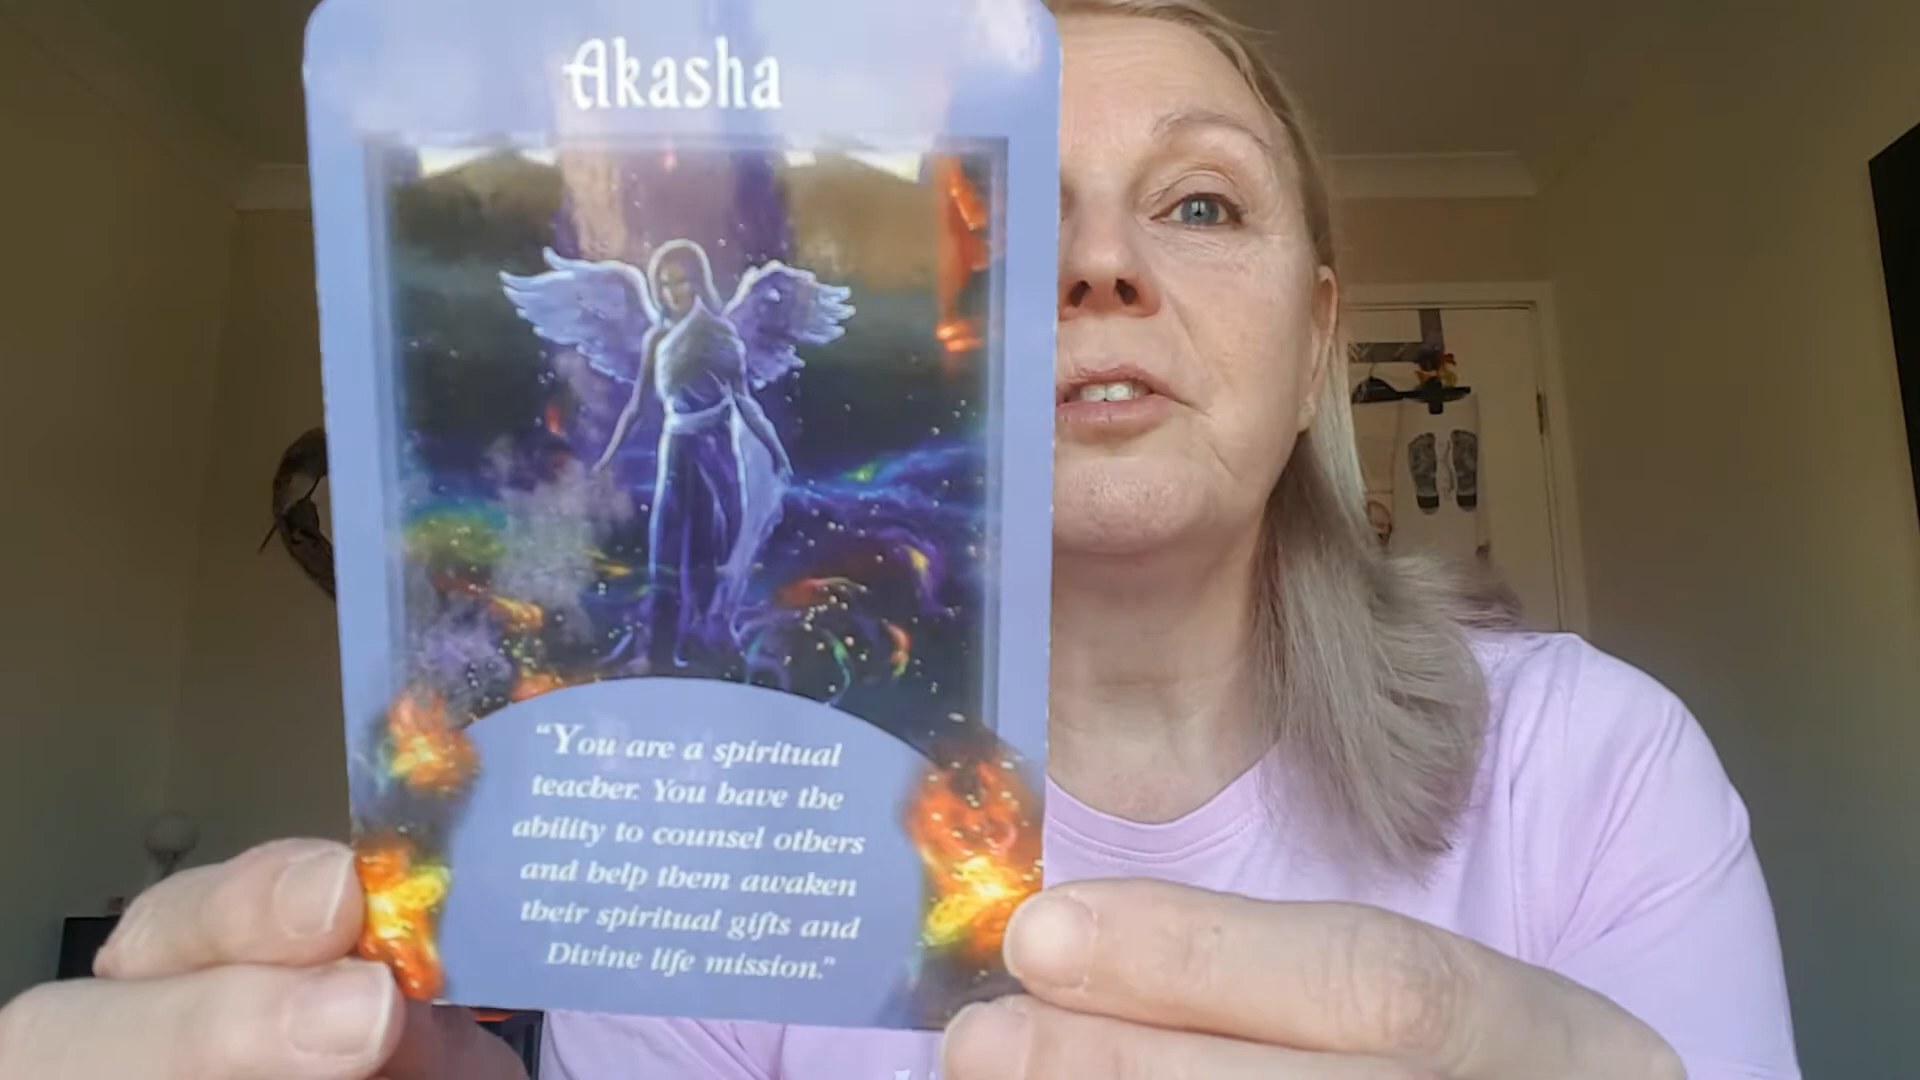 Akasha
"You are a spiritual
teacher. You have the
ability to counsel others
and help them awaken
their spiritual gifts and
Divine life mission."